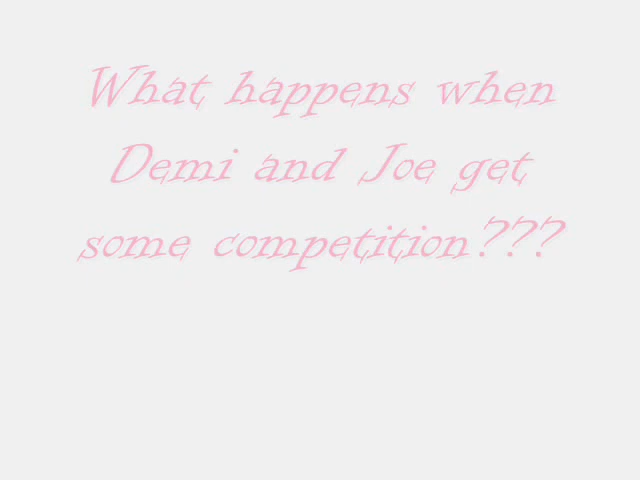 What happens when
Demi and Joe get
some competition???